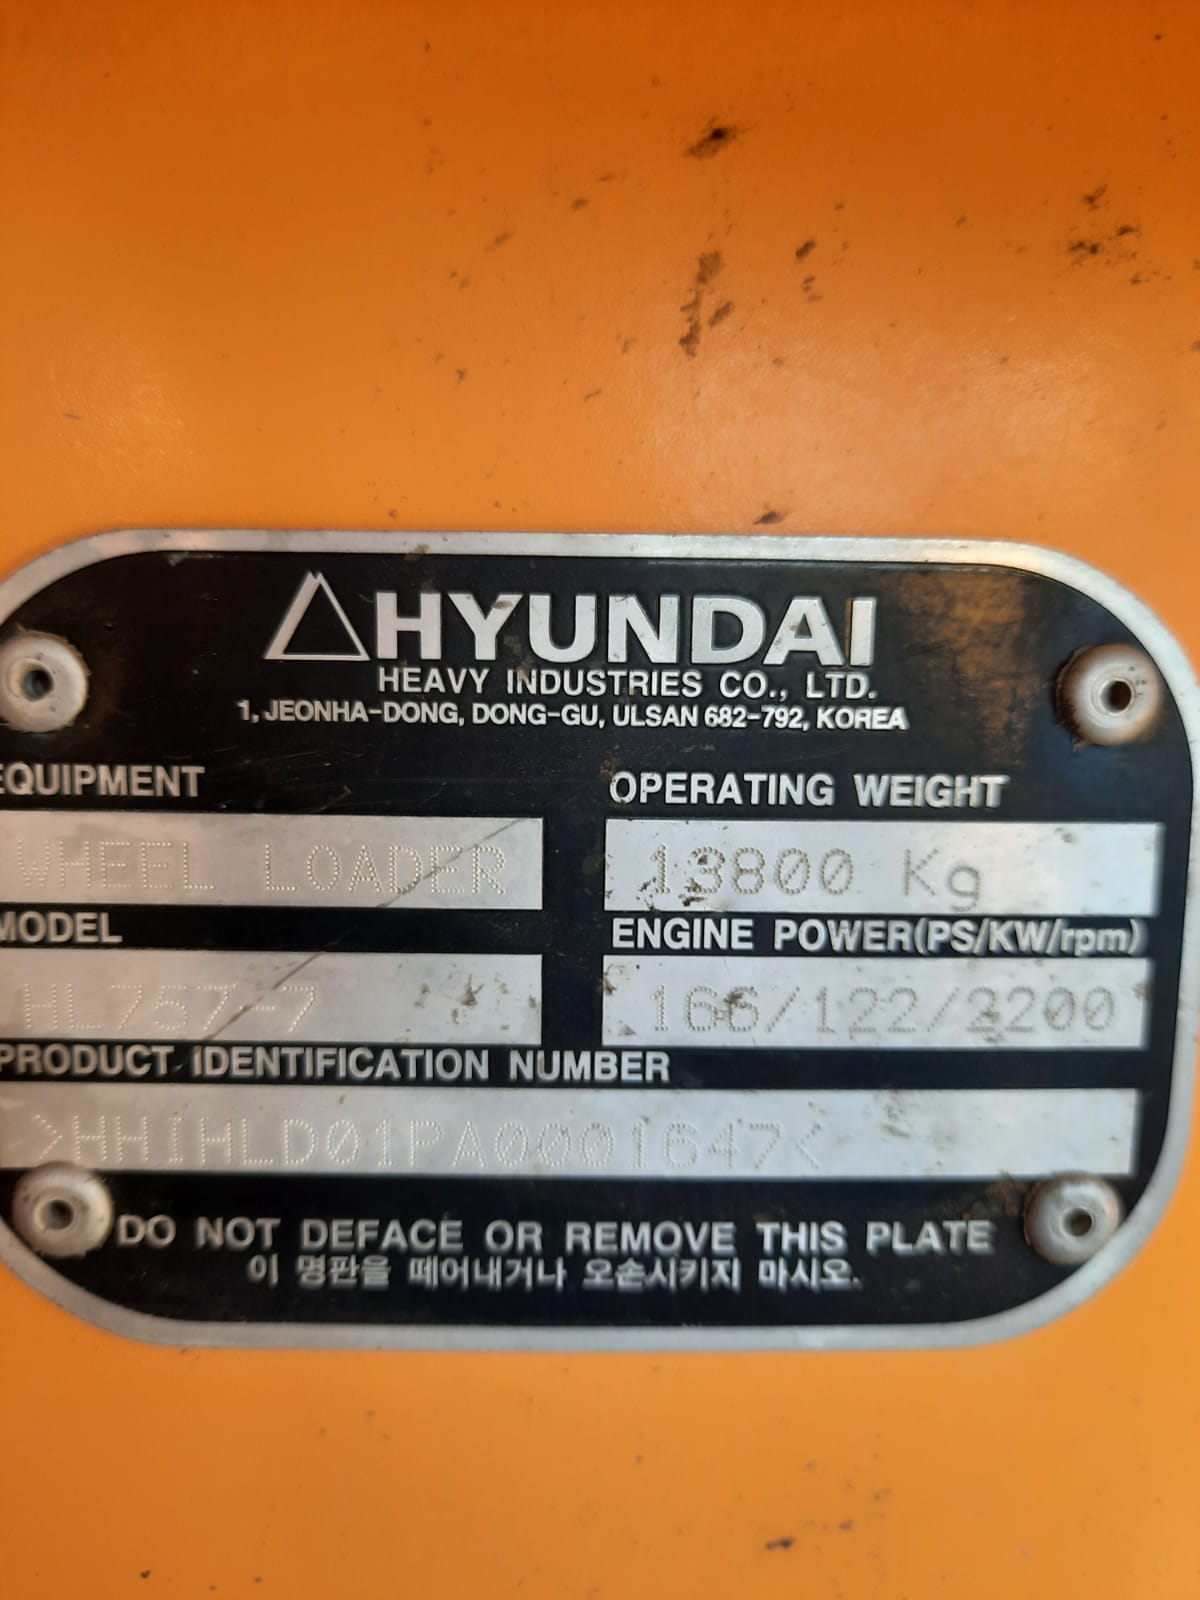 HYUNDAI
HEAVY INDUSTRIES CO., LTD.
1, JEONHA-DONG, DONG-GU, ULSAN 682-792, KOREA
EQUIPMENT
OPERATING WEIGHT
WHEEL LOADER
13800 Kg
MODEL
ENGINE POWER(PS/KW/rpm)
HL757-7
166/122/2200
PRODUCT IDENTIFICATION NUMBER
>HHIHLD01PA0001647<
DO NOT DEFACE OR REMOVE THIS PLATE
이 명판을 떼어내거나 오손시키지 마시오.